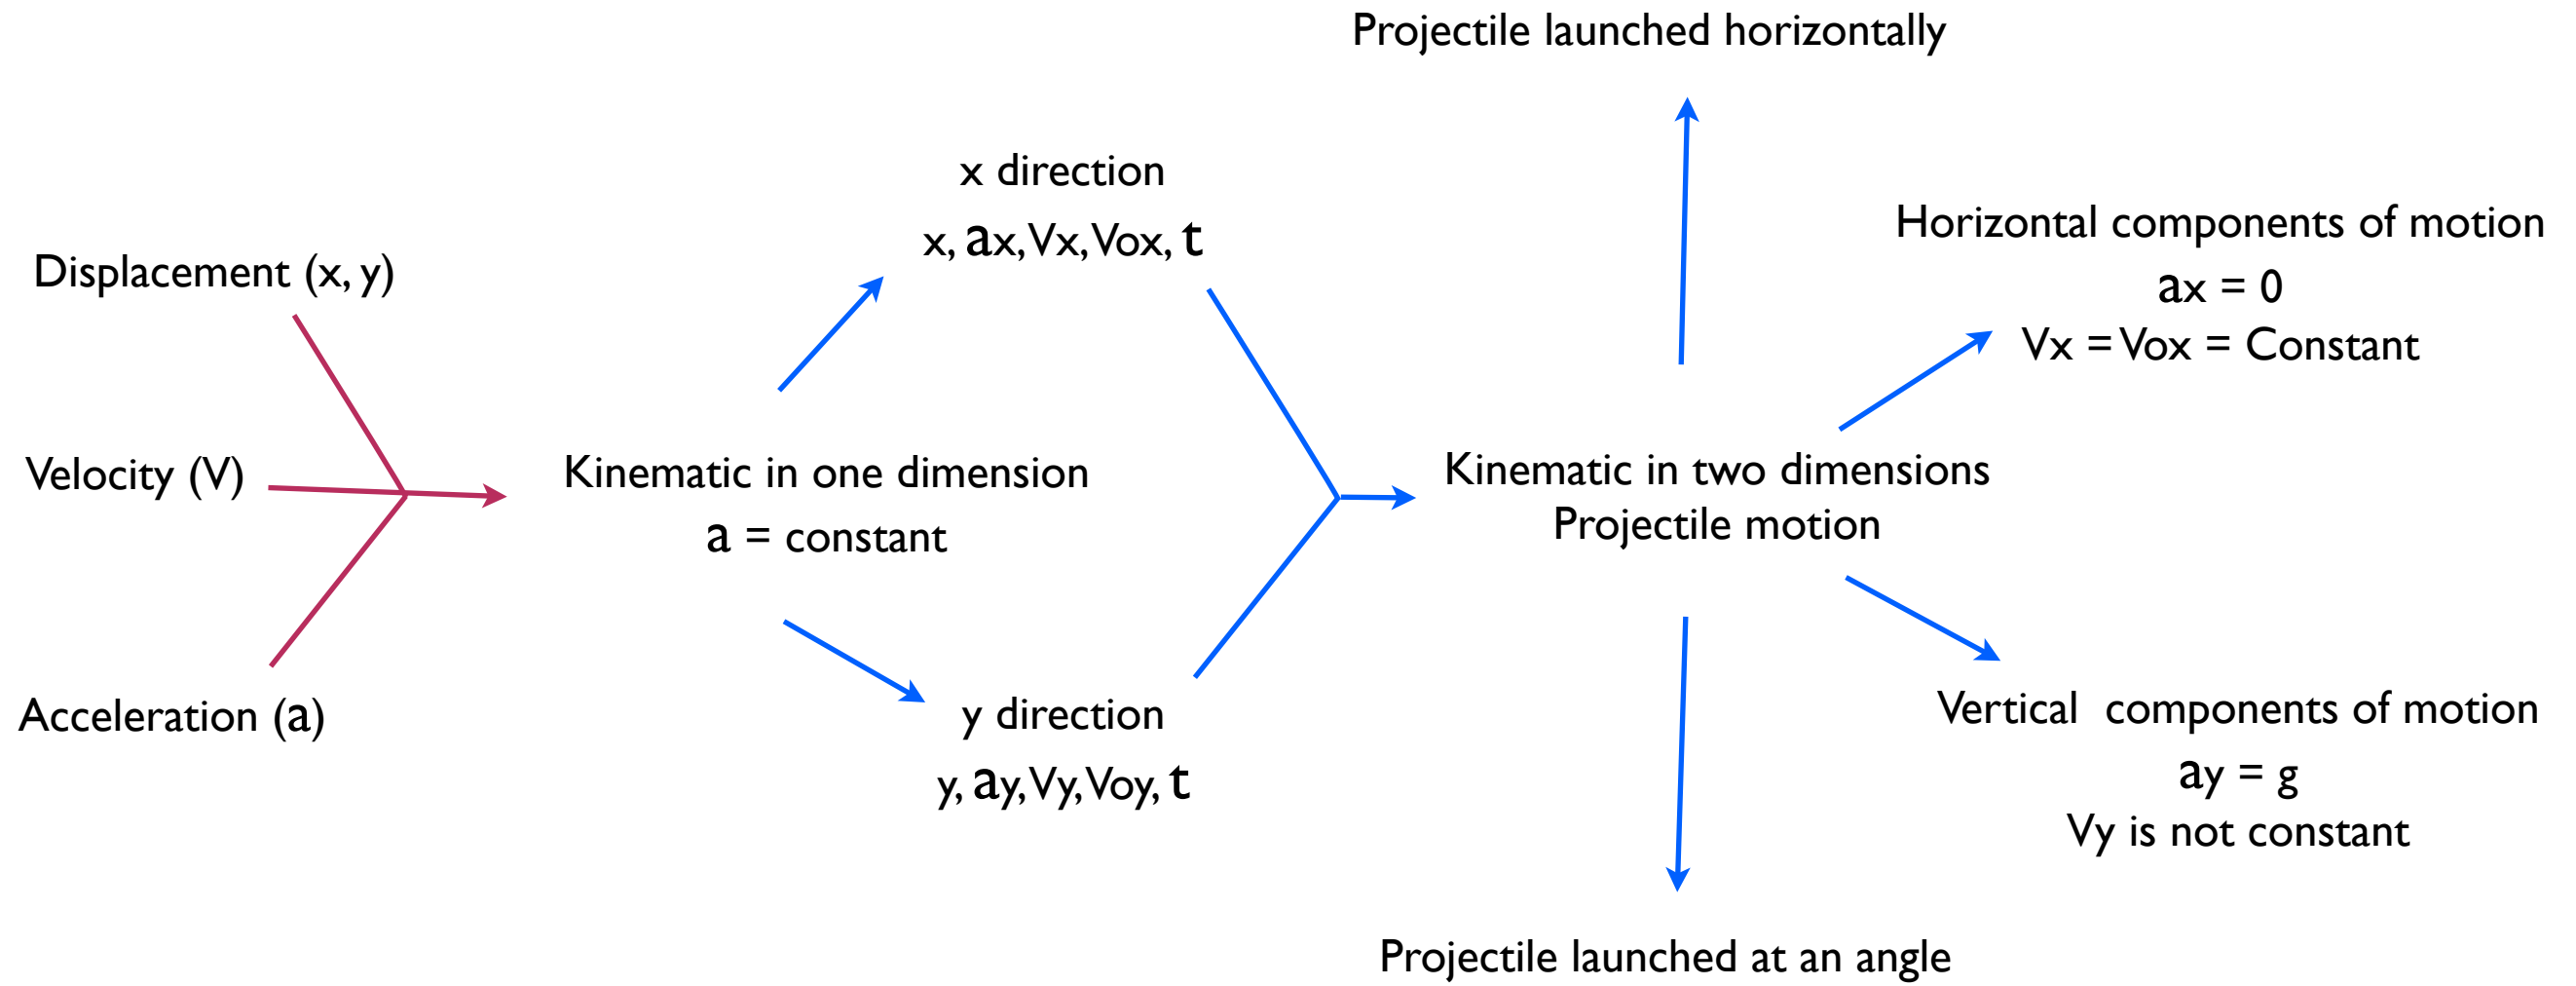 Projectile launched horizontally
x direction
x, ax, Vx, Vox, t
Horizontal components of motion
ax = 0
Vx = Vox = Constant
Displacement (x, y)
Velocity (V)
Acceleration (a)
Kinematic in one dimension
a = constant
Kinematic in two dimensions
Projectile motion
y direction
y, ay, Vy, Voy, t
Vertical components of motion
ay = g
Vy is not constant
Projectile launched at an angle